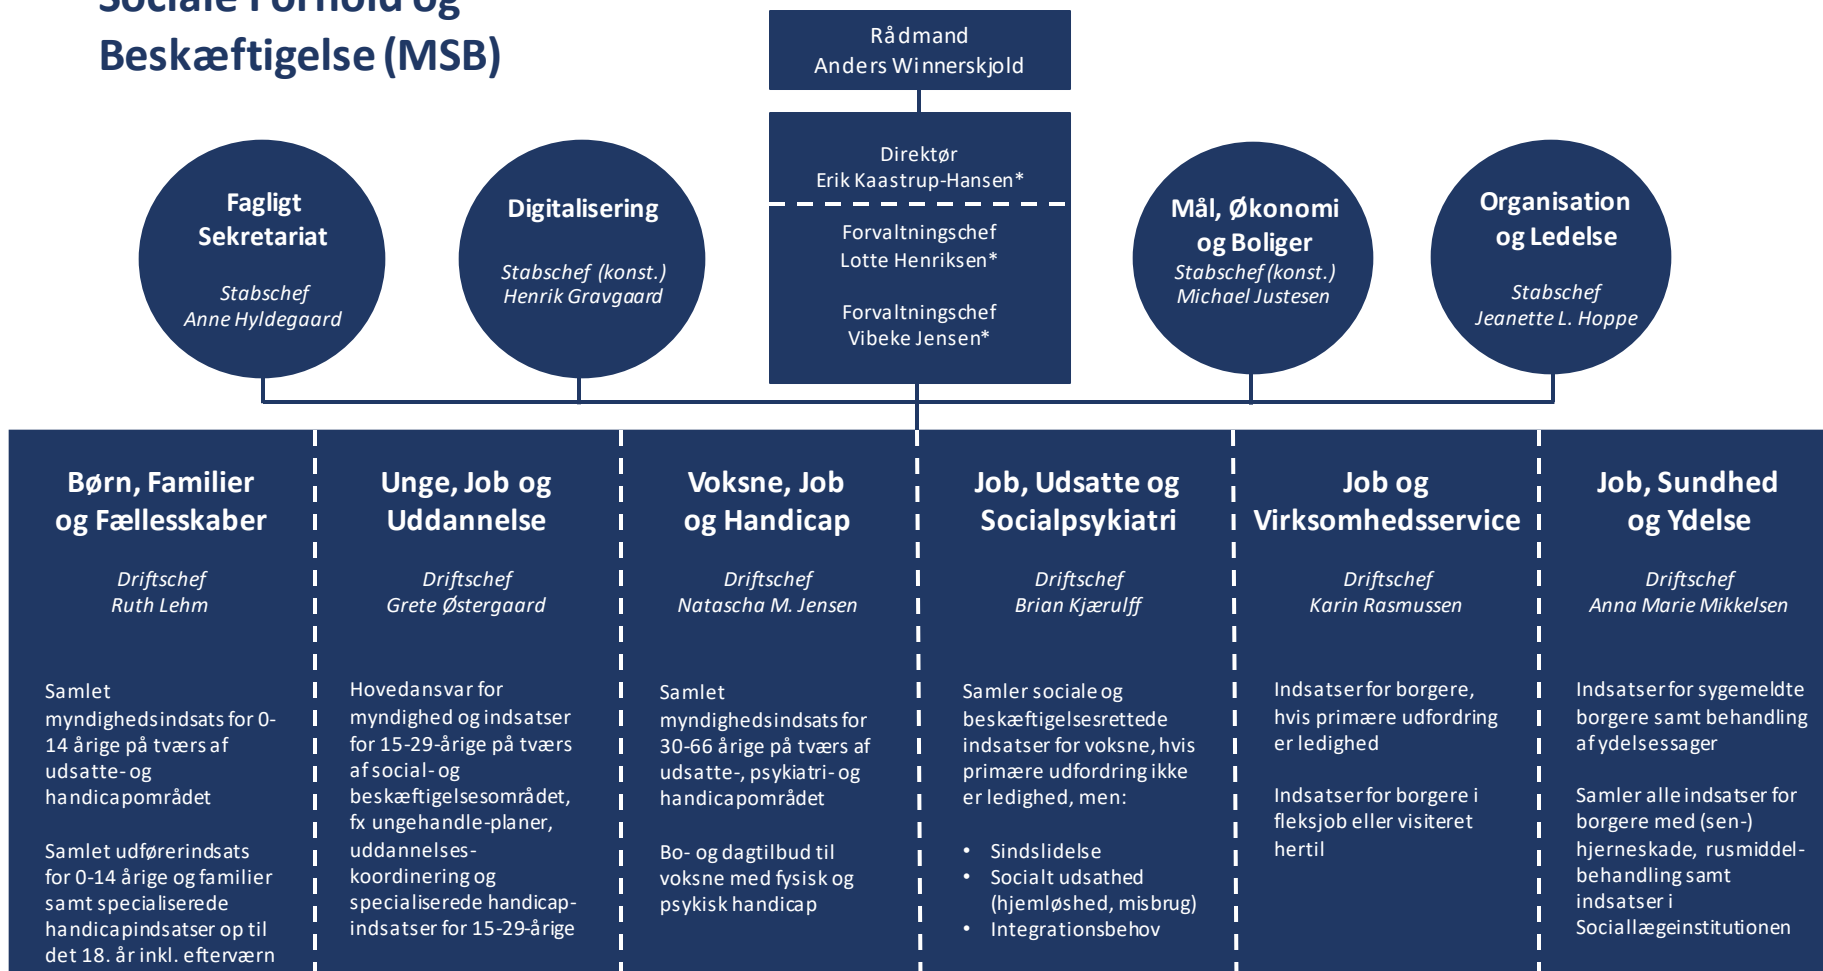 Sociale Forhold og
Beskæftigelse (MSB)
Rådmand
Anders Winnerskjold
Direktør
Erik Kaastrup-Hansen*
Forvaltningschef
Lotte Henriksen*
Forvaltningschef
Vibeke Jensen*
Fagligt
Sekretariat
Stabschef
Anne Hyldegaard
Digitalisering
Stabschef (konst.)
Henrik Gravgaard
Mål, Økonomi
og Boliger
Stabschef (konst.)
Michael Justesen
Organisation
og Ledelse
Stabschef
Jeanette L. Hoppe
Børn, Familier
og Fællesskaber
Driftschef
Ruth Lehm
Samlet
myndighedsindsats for 0-
14 årige på tværs af
udsatte- og
handicapområdet
Samlet udførerindsats
for 0-14 årige og familier
samt specialiserede
handicapindsatser op til
det 18. år inkl. efterværn
Unge, Job og
Uddannelse
Driftschef
Grete Østergaard
Hovedansvar for
myndighed og indsatser
for 15-29-årige på tværs
af social- og
beskæftigelsesområdet,
fx ungehandle-planer,
uddannelses-
koordinering og
specialiserede handicap-
indsatser for 15-29-årige
Voksne, Job
og Handicap
Driftschef
Natascha M. Jensen
Samlet
myndighedsindsats for
30-66 årige på tværs af
udsatte-, psykiatri- og
handicapområdet
Bo- og dagtilbud til
voksne med fysisk og
psykisk handicap
Job, Udsatte og
Socialpsykiatri
Driftschef
Brian Kjærulff
Samler sociale og
beskæftigelsesrettede
indsatser for voksne, hvis
primære udfordring ikke
er ledighed, men:
• Sindslidelse
• Socialt udsathed
(hjemløshed, misbrug)
• Integrationsbehov
Job og
Virksomhedsservice
Driftschef
Karin Rasmussen
Indsatser for borgere,
hvis primære udfordring
er ledighed
Indsatser for borgere i
fleksjob eller visiteret
hertil
Job, Sundhed
og Ydelse
Driftschef
Anna Marie Mikkelsen
Indsatser for sygemeldte
borgere samt behandling
af ydelsessager
Samler alle indsatser for
borgere med (sen-)
hjerneskade, rusmiddel-
behandling samt
indsatser i
Sociallægeinstitutionen